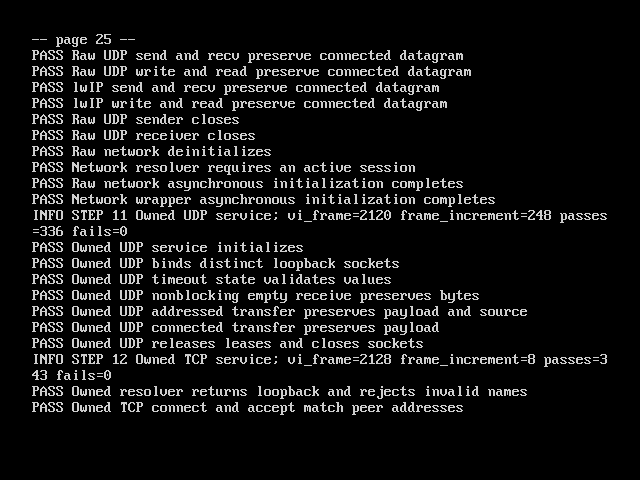 -- page 25 --
PASS Raw UDP send and recv preserve connected datagram
PASS Raw UDP write and read preserve connected datagram
PASS lwIP send and recv preserve connected datagram
PASS lwIP write and read preserve connected datagram
PASS Raw UDP sender closes
PASS Raw UDP receiver closes
PASS Raw network deinitializes
PASS Network resolver requires an active session
PASS Raw network asynchronous initialization completes
PASS Network wrapper asynchronous initialization completes
INFO STEP 11 Owned UDP service; vi_frame=2120 frame_increment=248 passes
=336 fails=0
PASS Owned UDP service initializes
PASS Owned UDP binds distinct loopback sockets
PASS Owned UDP timeout state validates values
PASS Owned UDP nonblocking empty receive preserves bytes
PASS Owned UDP addressed transfer preserves payload and source
PASS Owned UDP connected transfer preserves payload
PASS Owned UDP releases leases and closes sockets
INFO STEP 12 Owned TCP service; vi_frame=2128 frame_increment=8 passes=3
43 fails=0
PASS Owned resolver returns loopback and rejects invalid names
PASS Owned TCP connect and accept match peer addresses